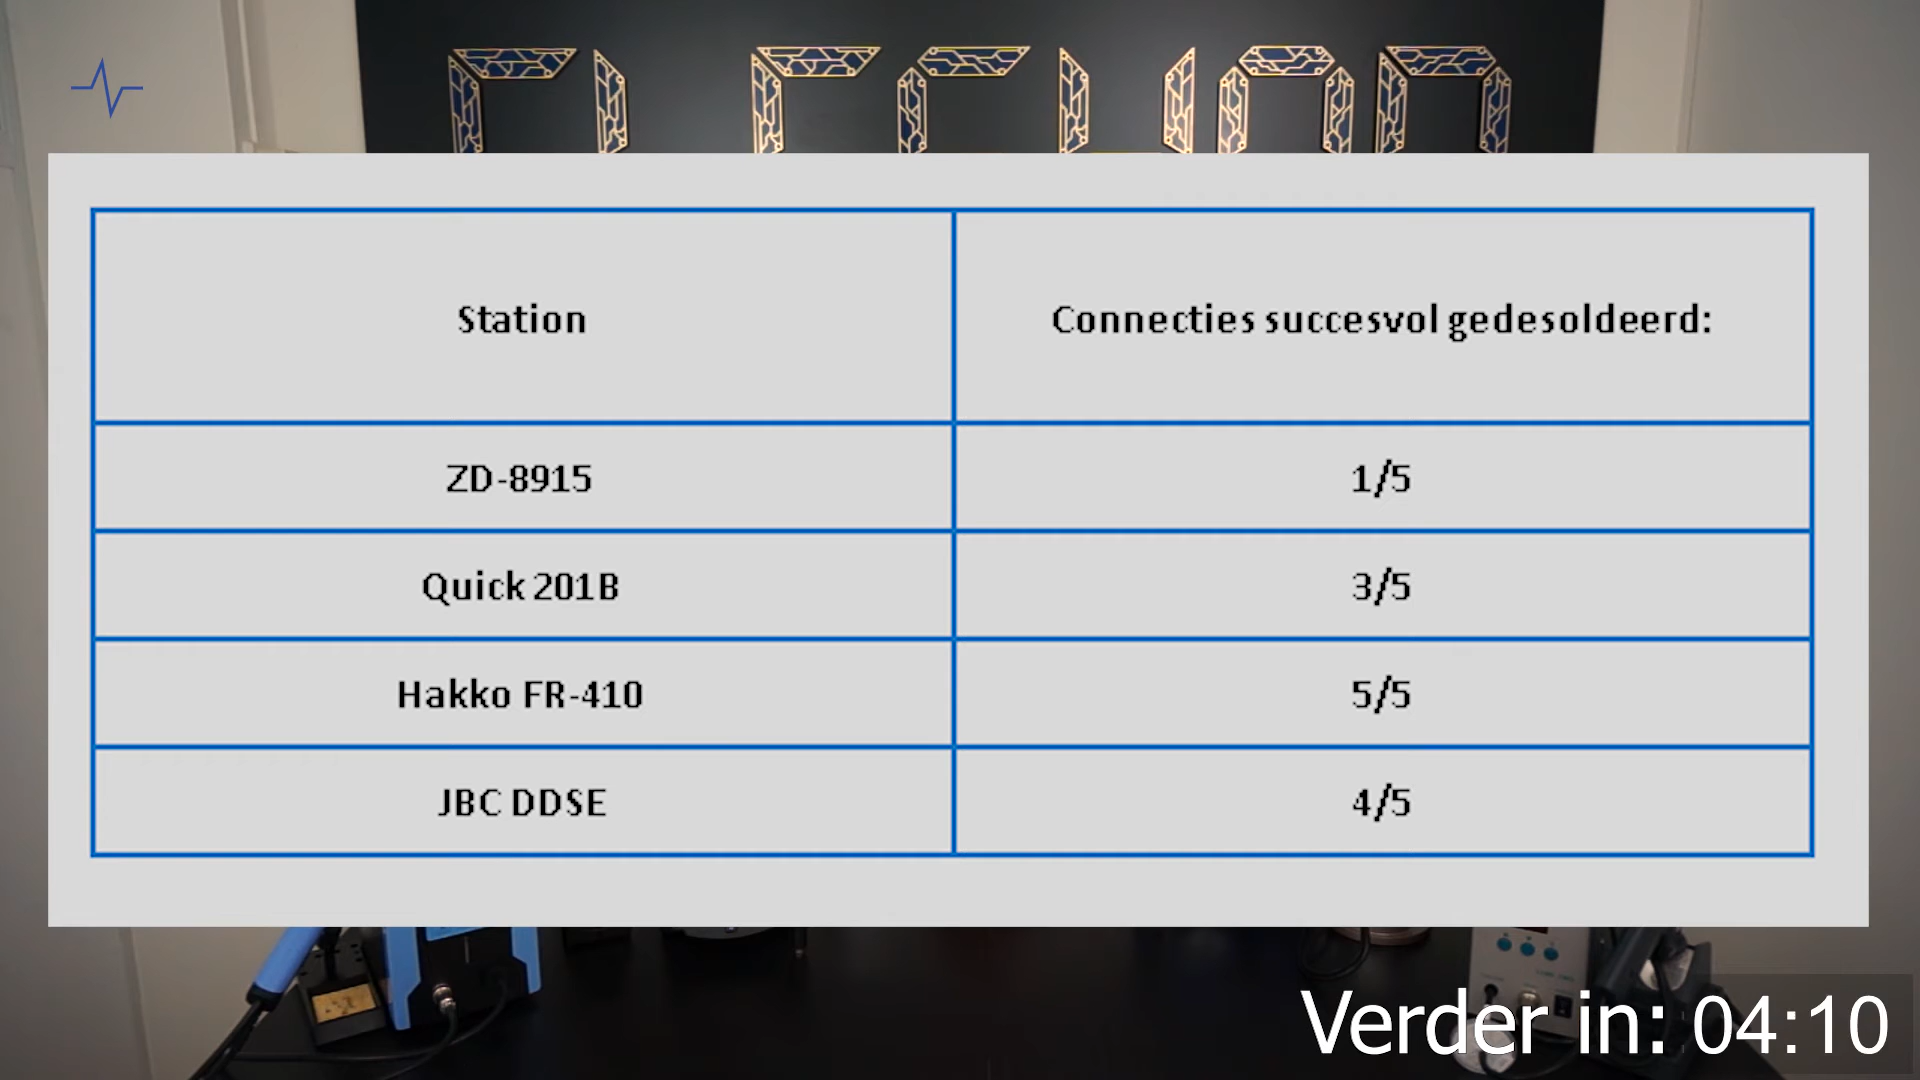 Station Connecties succesvol gedesoldeerd:
ZD-8915 1/5
Quick 201B 3/5
Hakko FR-410 5/5
JBC DDSE 4/5
Verder in: 04:10